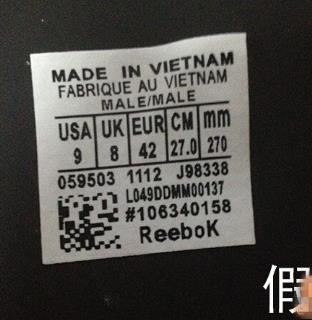 MADE IN VIETNAM
FABRIQUE AU VIETNAM
MALE/MALE
USA UK EUR CM mm
9 8 42 27.0 270
059503 1112 J98338
L049DDMM00137
#106340158
ReeboK
假